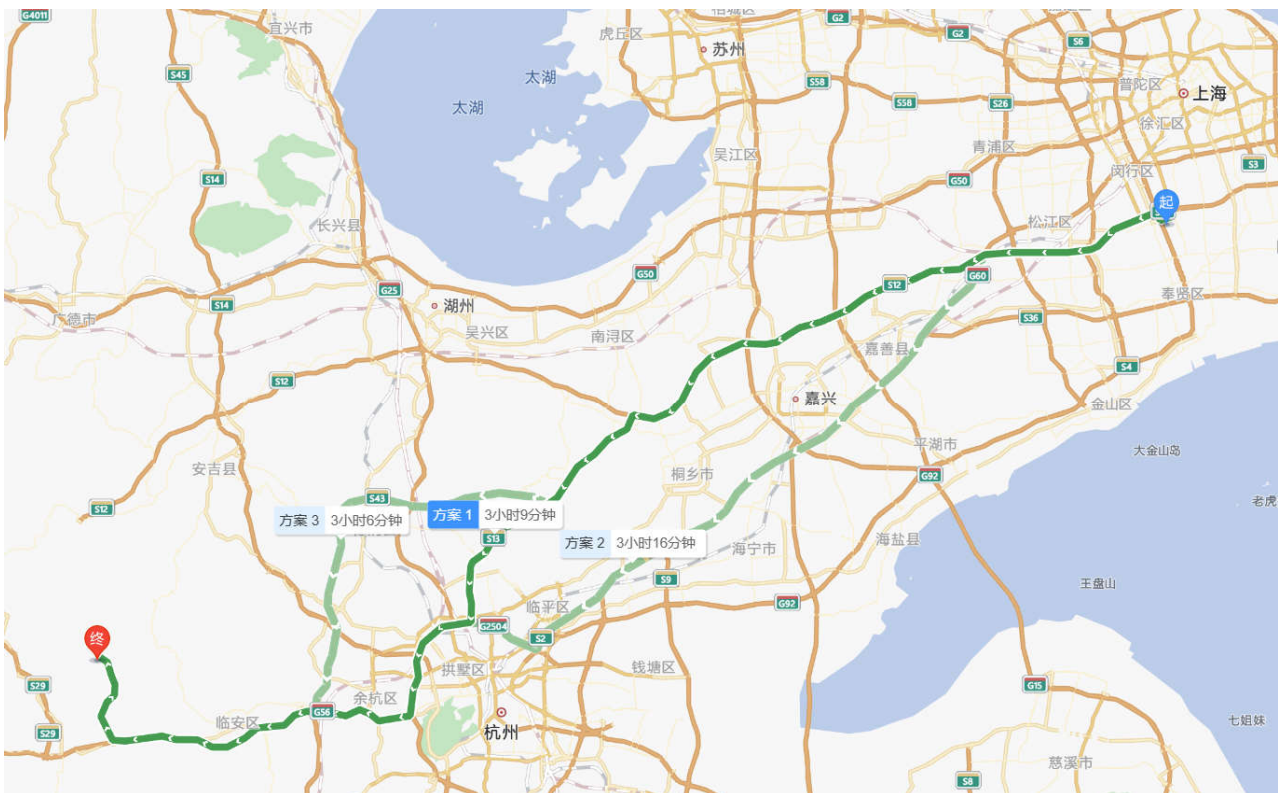 G4011
宜兴市
虎丘区
G2
G2
苏州
S6
S45
太湖
S58
普陀区
上海
太湖
S58
S26
徐汇区
吴江区
青浦区
S3
S14
G50
闵行区
起
长兴县
松江区
G50
G60
G25
S12
奉贤区
S14
湖州
广德市
吴兴区
南浔区
S36
嘉善县
S4
S12
嘉兴
金山区
平湖市
大金山岛
安吉县
桐乡市
G92
S43
S12
老虎
方案 3 3小时6分钟
方案 1 3小时9分钟
S13
方案 2 3小时16分钟
海宁市
海盐县
S9
王盘山
临平区
G92
G2504
S2
终
拱墅区
钱塘区
S29
G15
余杭区
G56
临安区
杭州
七姐妹
S29
慈溪市
S8